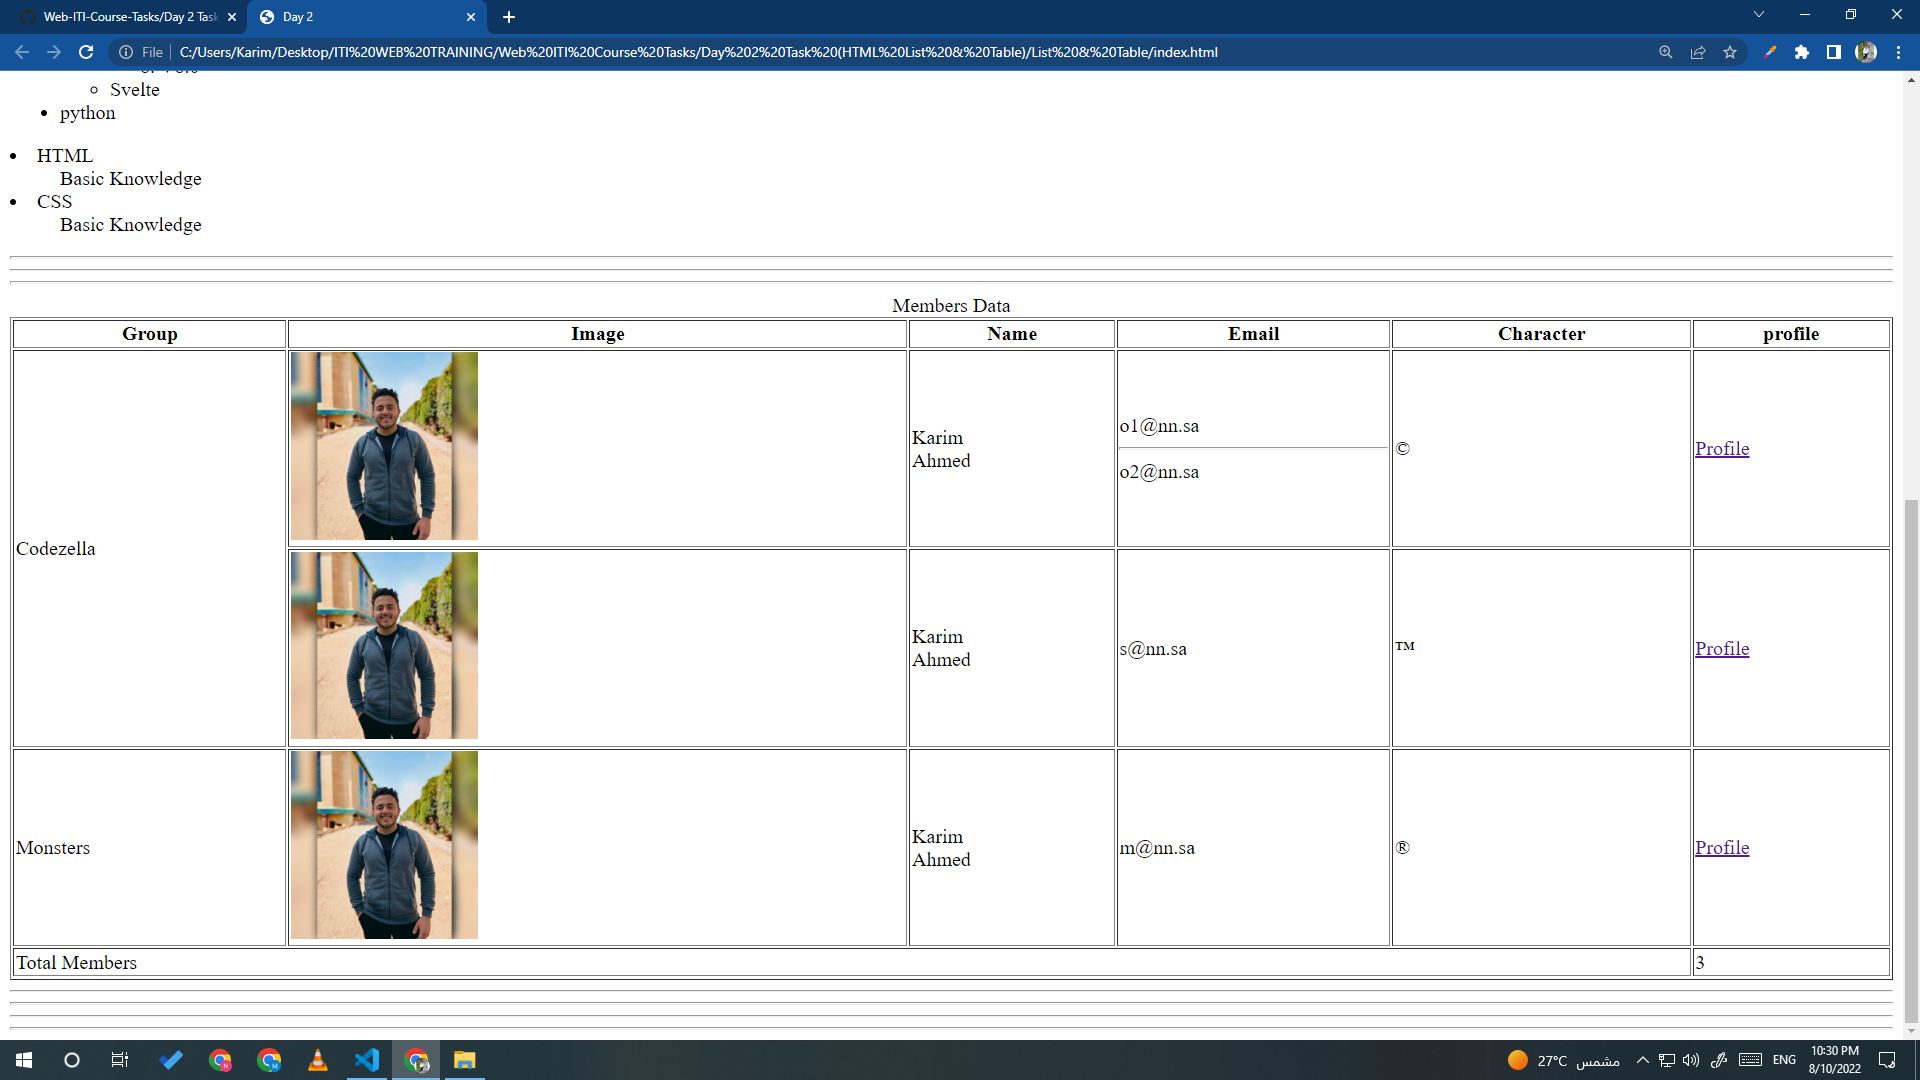 Web-ITI-Course-Tasks/Day 2 Task
Day 2
File
C:/Users/Karim/Desktop/ITI%20WEB%20TRAINING/Web%20ITI%20Course%20Tasks/Day%202%20Task%20(HTML%20List%20&%20Table)/List%20&%20Table/index.html
Svelte
python
HTML
Basic Knowledge
CSS
Basic Knowledge
Members Data
Group Image Name Email Character profile
Codezella
Karim
Ahmed
o1@nn.sa
o2@nn.sa
©
Profile
Karim
Ahmed
s@nn.sa
™
Profile
Monsters
Karim
Ahmed
m@nn.sa
®
Profile
Total Members 3
27°C مشمس
ENG
10:30 PM
8/10/2022